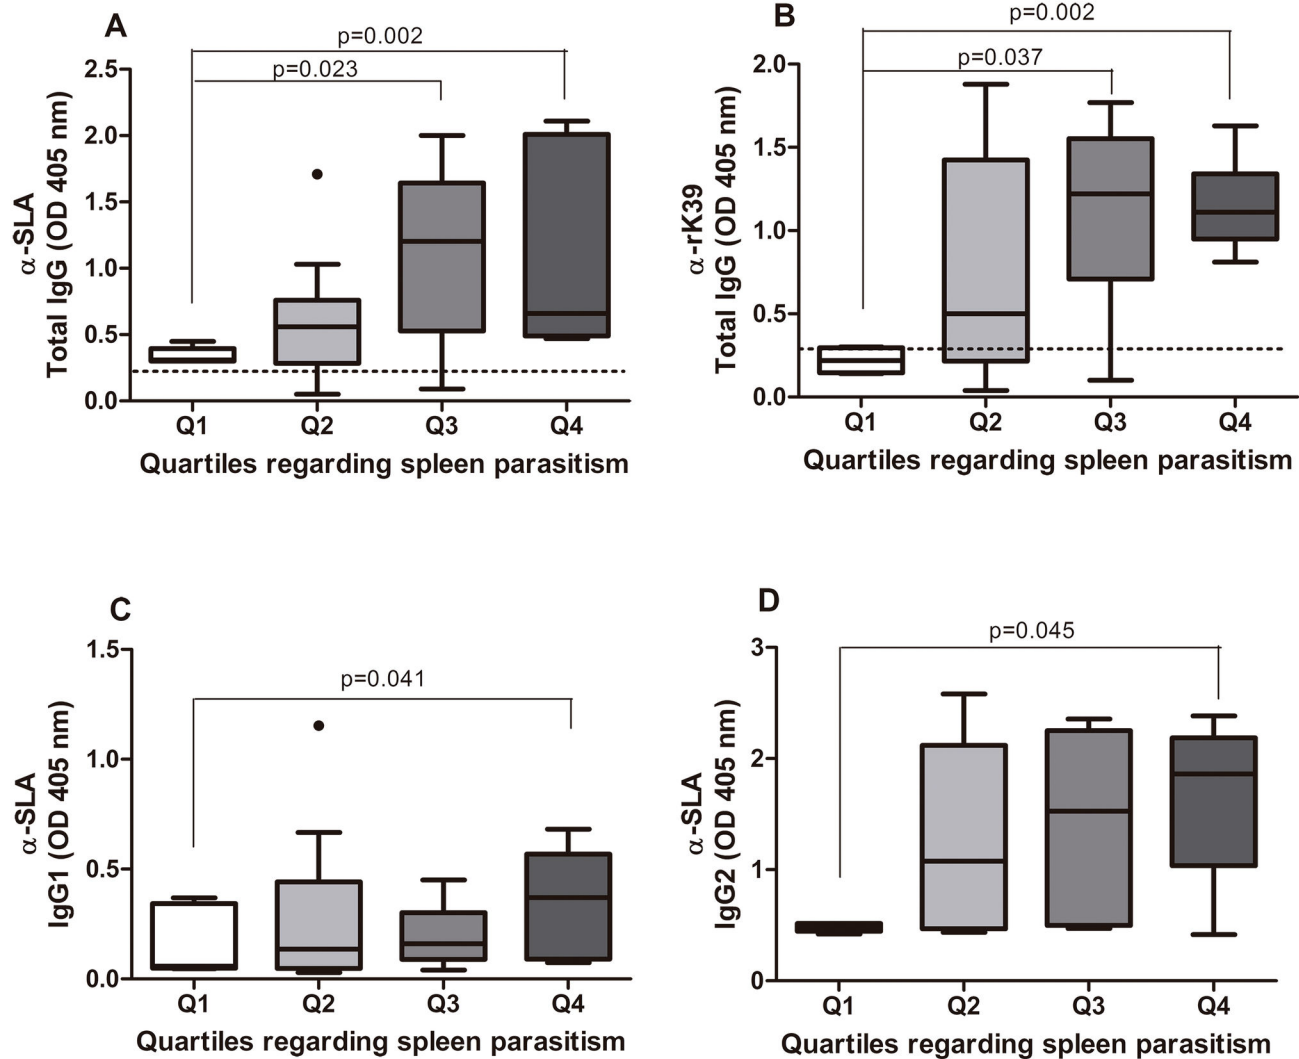 A
p=0.002
p=0.023
2.5
2.0
1.5
1.0
0.5
0.0
α-SLA
Total IgG (OD 405 nm)
Q1 Q2 Q3 Q4
Quartiles regarding spleen parasitism
B
p=0.002
p=0.037
2.0
1.5
1.0
0.5
0.0
α-rK39
Total IgG (OD 405 nm)
Q1 Q2 Q3 Q4
Quartiles regarding spleen parasitism
C
p=0.041
1.5
1.0
0.5
0.0
α-SLA
IgG1 (OD 405 nm)
Q1 Q2 Q3 Q4
Quartiles regarding spleen parasitism
D
p=0.045
3
2
1
0
α-SLA
IgG2 (OD 405 nm)
Q1 Q2 Q3 Q4
Quartiles regarding spleen parasitism